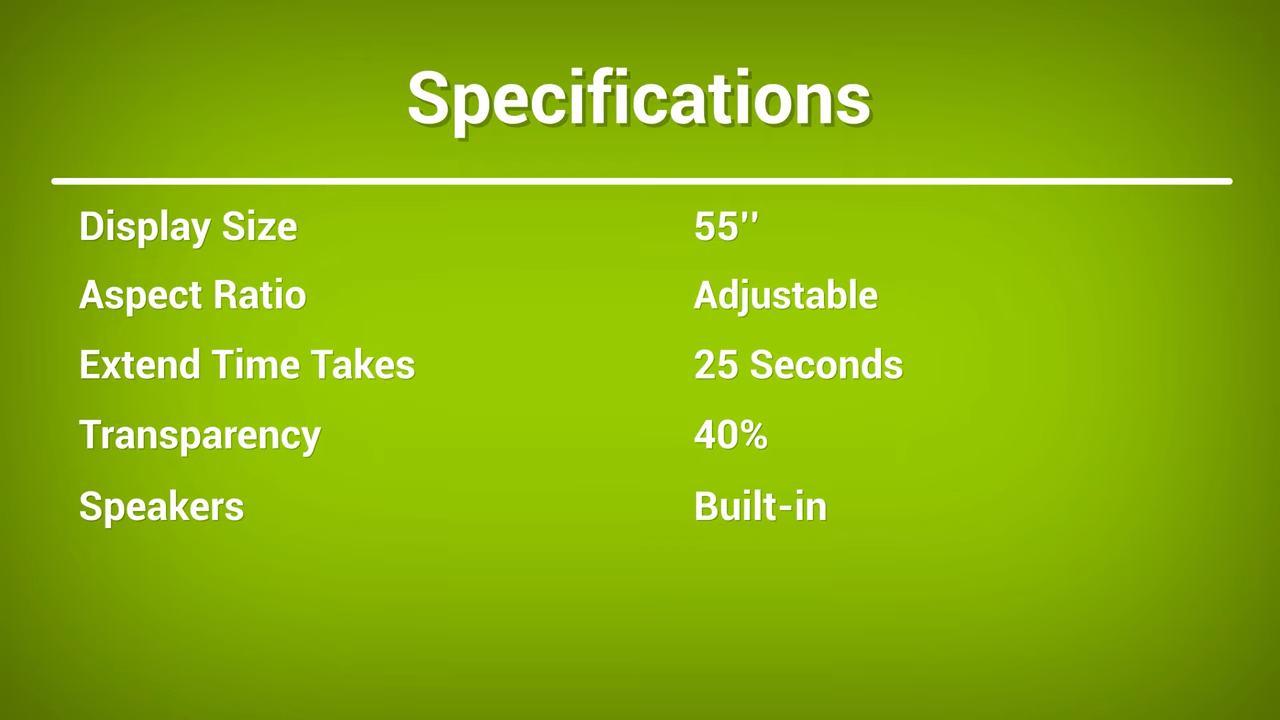 Specifications
Display Size 55''
Aspect Ratio Adjustable
Extend Time Takes 25 Seconds
Transparency 40%
Speakers Built-in